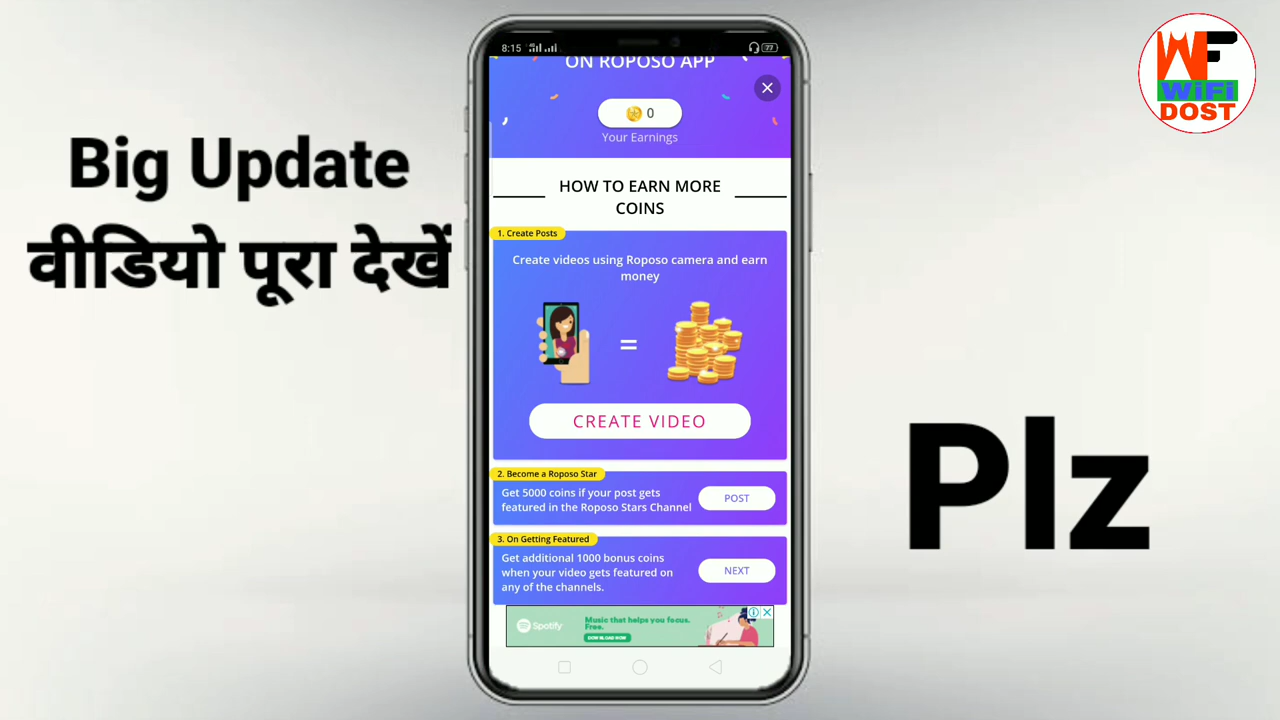 Big Update
वीडियो पूरा देखें
8:15
77
ON ROPOSO APP
0
Your Earnings
HOW TO EARN MORE
COINS
1. Create Posts
Create videos using Roposo camera and earn
money
=
CREATE VIDEO
2. Become a Roposo Star
Get 5000 coins if your post gets
featured in the Roposo Stars Channel
POST
3. On Getting Featured
Get additional 1000 bonus coins
when your video gets featured on
any of the channels.
NEXT
Spotify
Music that helps you focus.
Free.
DOWNLOAD NOW
WF
WiFi
DOST
Plz